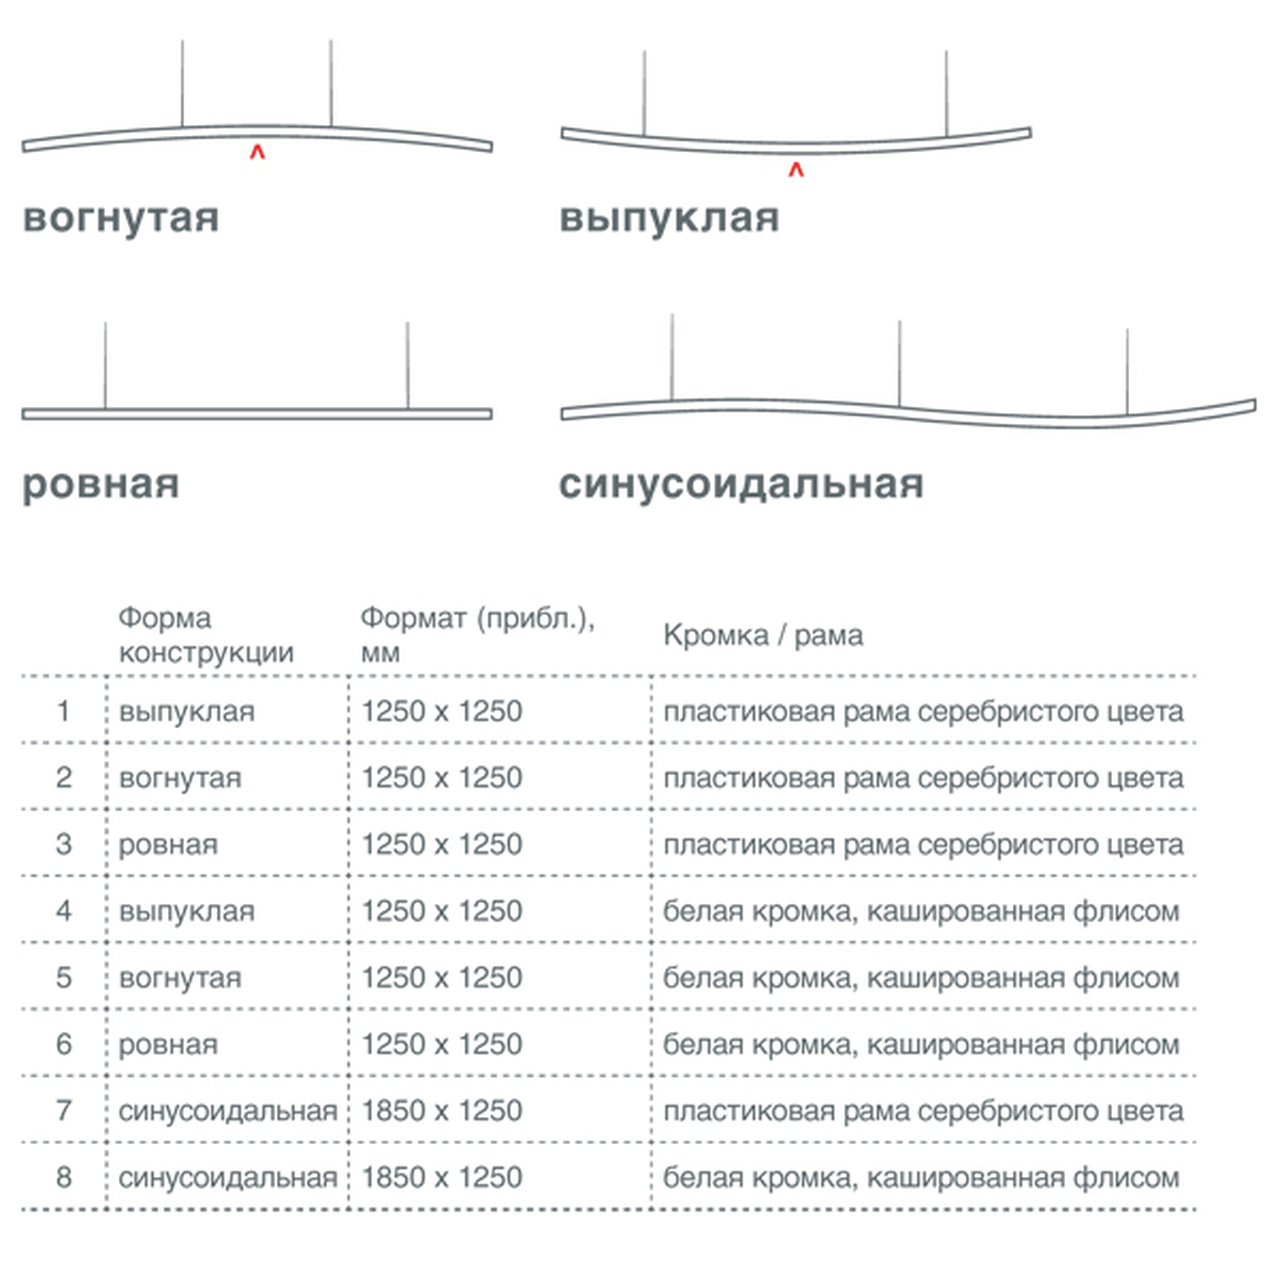 вогнутая
выпуклая
ровная
синусоидальная
Форма конструкции Формат (прибл.), мм Кромка / рама
1 выпуклая 1250 x 1250 пластиковая рама серебристого цвета
2 вогнутая 1250 x 1250 пластиковая рама серебристого цвета
3 ровная 1250 x 1250 пластиковая рама серебристого цвета
4 выпуклая 1250 x 1250 белая кромка, кашированная флисом
5 вогнутая 1250 x 1250 белая кромка, кашированная флисом
6 ровная 1250 x 1250 белая кромка, кашированная флисом
7 синусоидальная 1850 x 1250 пластиковая рама серебристого цвета
8 синусоидальная 1850 x 1250 белая кромка, кашированная флисом